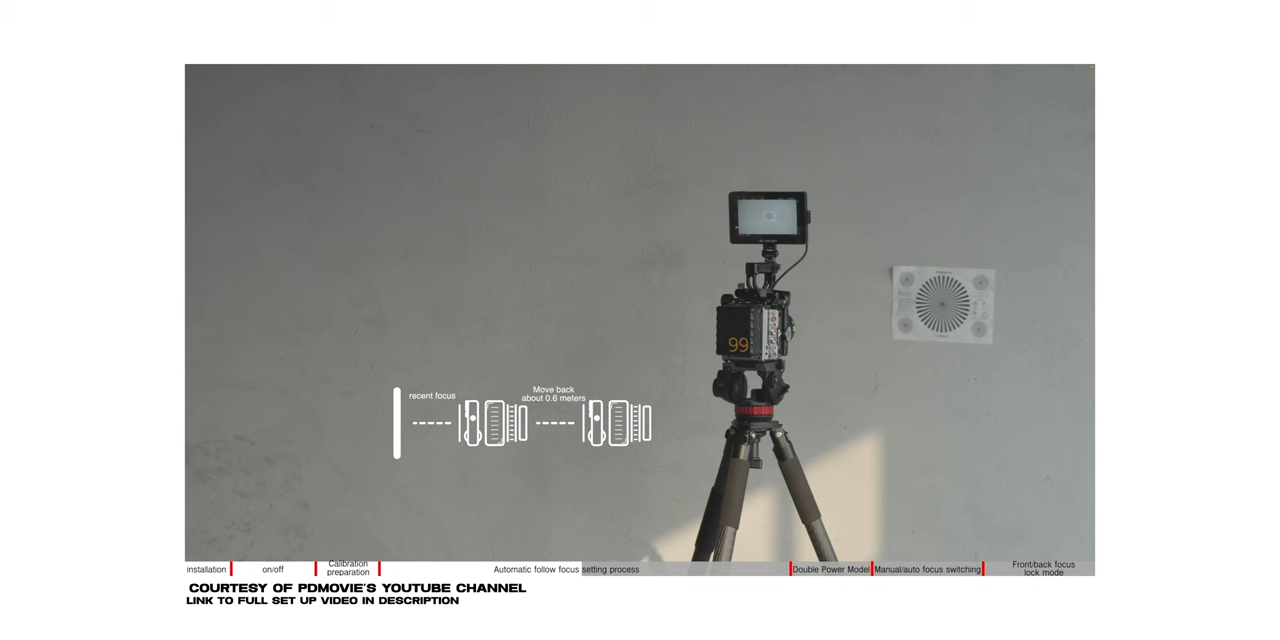 99
recent focus
Move back
about 0.6 meters
installation
on/off
Calibration
preparation
Automatic follow focus setting process
Double Power Model
Manual/auto focus switching
Front/back focus
lock mode
COURTESY OF PDMOVIE'S YOUTUBE CHANNEL
LINK TO FULL SET UP VIDEO IN DESCRIPTION